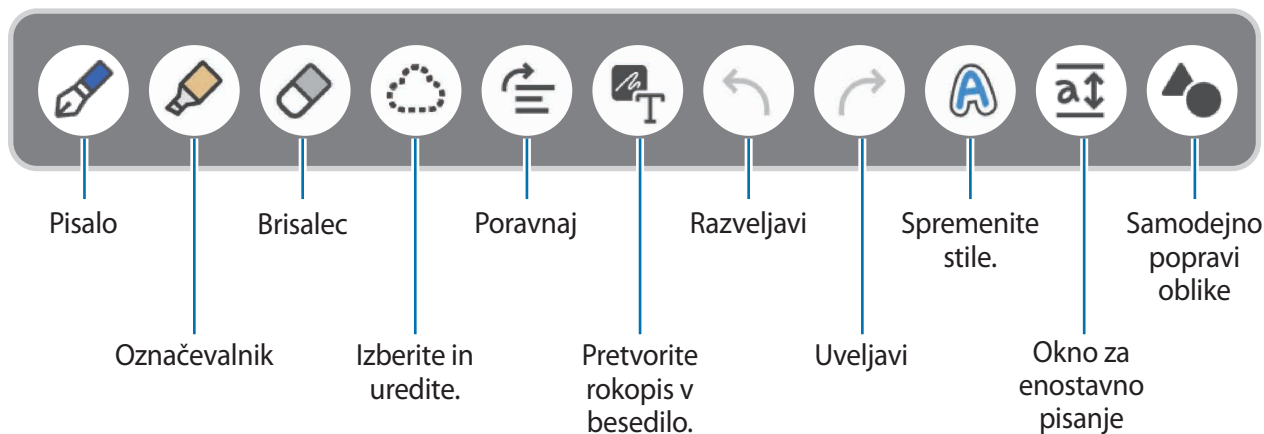 Pisalo
Brisalec
Poravnaj
Razveljavi
Spremenite
stile.
Samodejno
popravi
oblike
Označevalnik
Izberite in
uredite.
Pretvorite
rokopis v
besedilo.
Uveljavi
Okno za
enostavno
pisanje